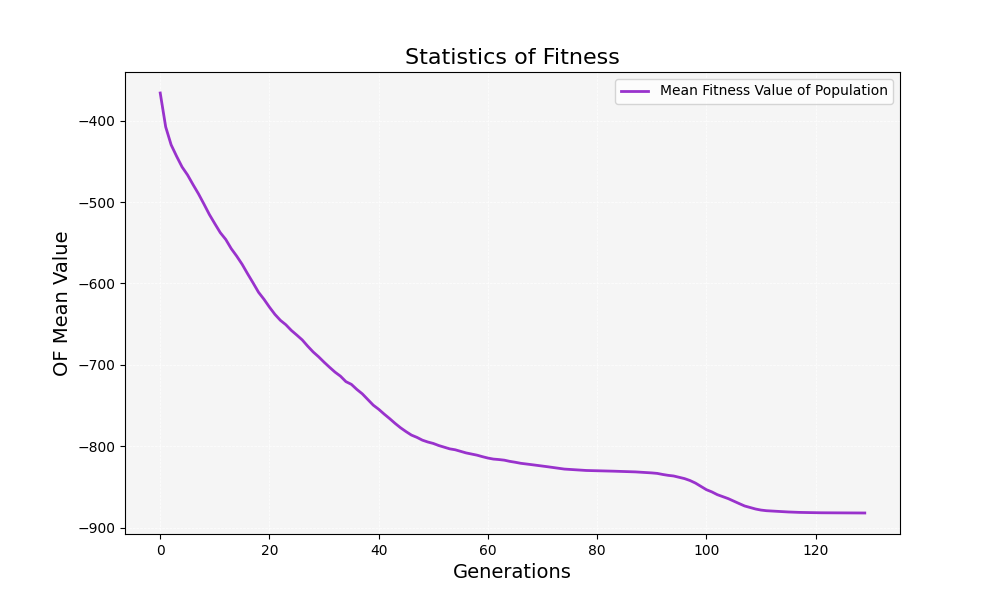 Statistics of Fitness
Mean Fitness Value of Population
OF Mean Value
−400
−500
−600
−700
−800
−900
0 20 40 60 80 100 120
Generations